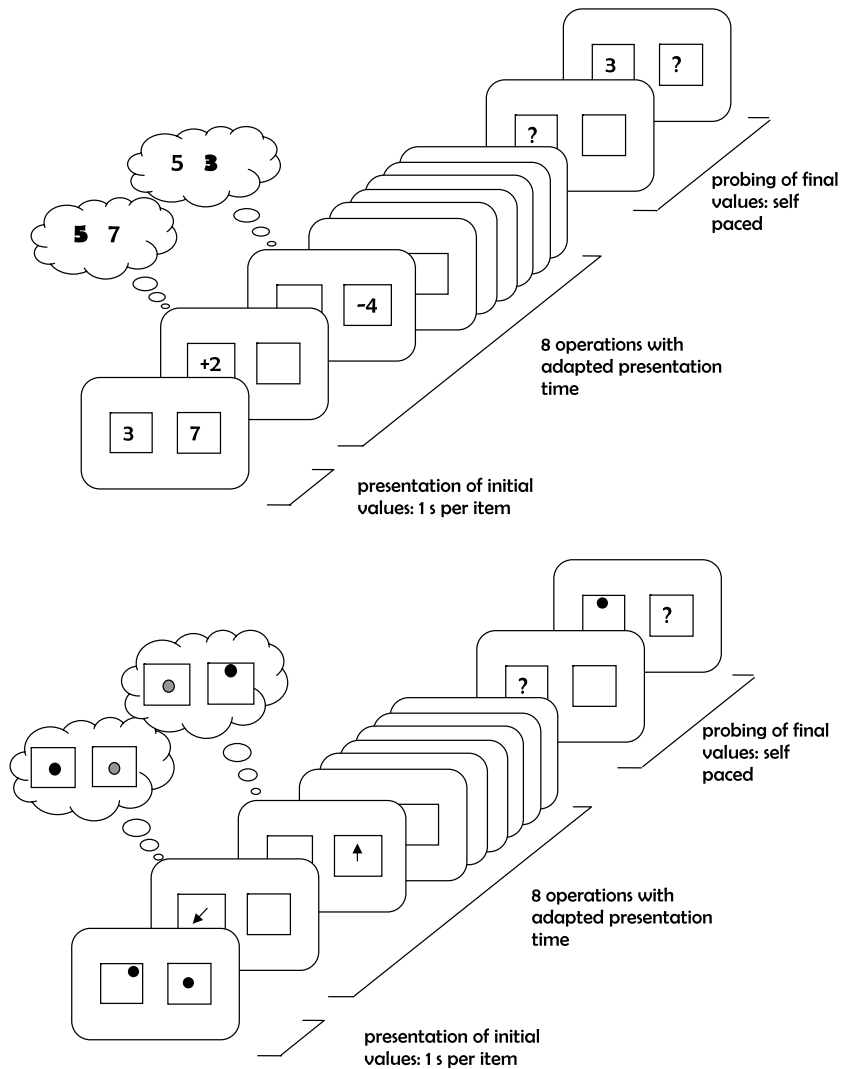 3 ?
?
probing of final
values: self
paced
5 3
5 7
-4
+2
8 operations with
adapted presentation
time
3 7
presentation of initial
values: 1 s per item
?
?
probing of final
values: self
paced
8 operations with
adapted presentation
time
presentation of initial
values: 1 s per item